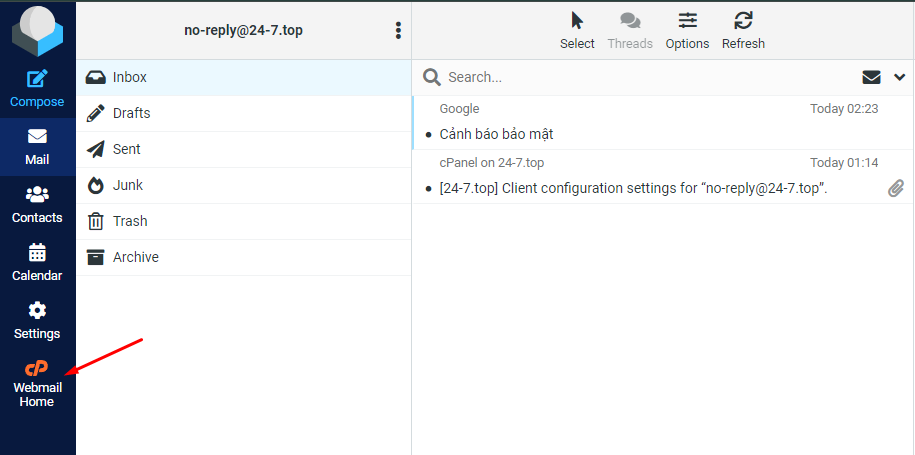 no-reply@24-7.top
Select
Threads
Options
Refresh
Compose
Mail
Contacts
Calendar
Settings
Webmail
Home
Inbox
Drafts
Sent
Junk
Trash
Archive
Search...
Google
Today 02:23
Cảnh báo bảo mật
cPanel on 24-7.top
Today 01:14
[24-7.top] Client configuration settings for “no-reply@24-7.top”.